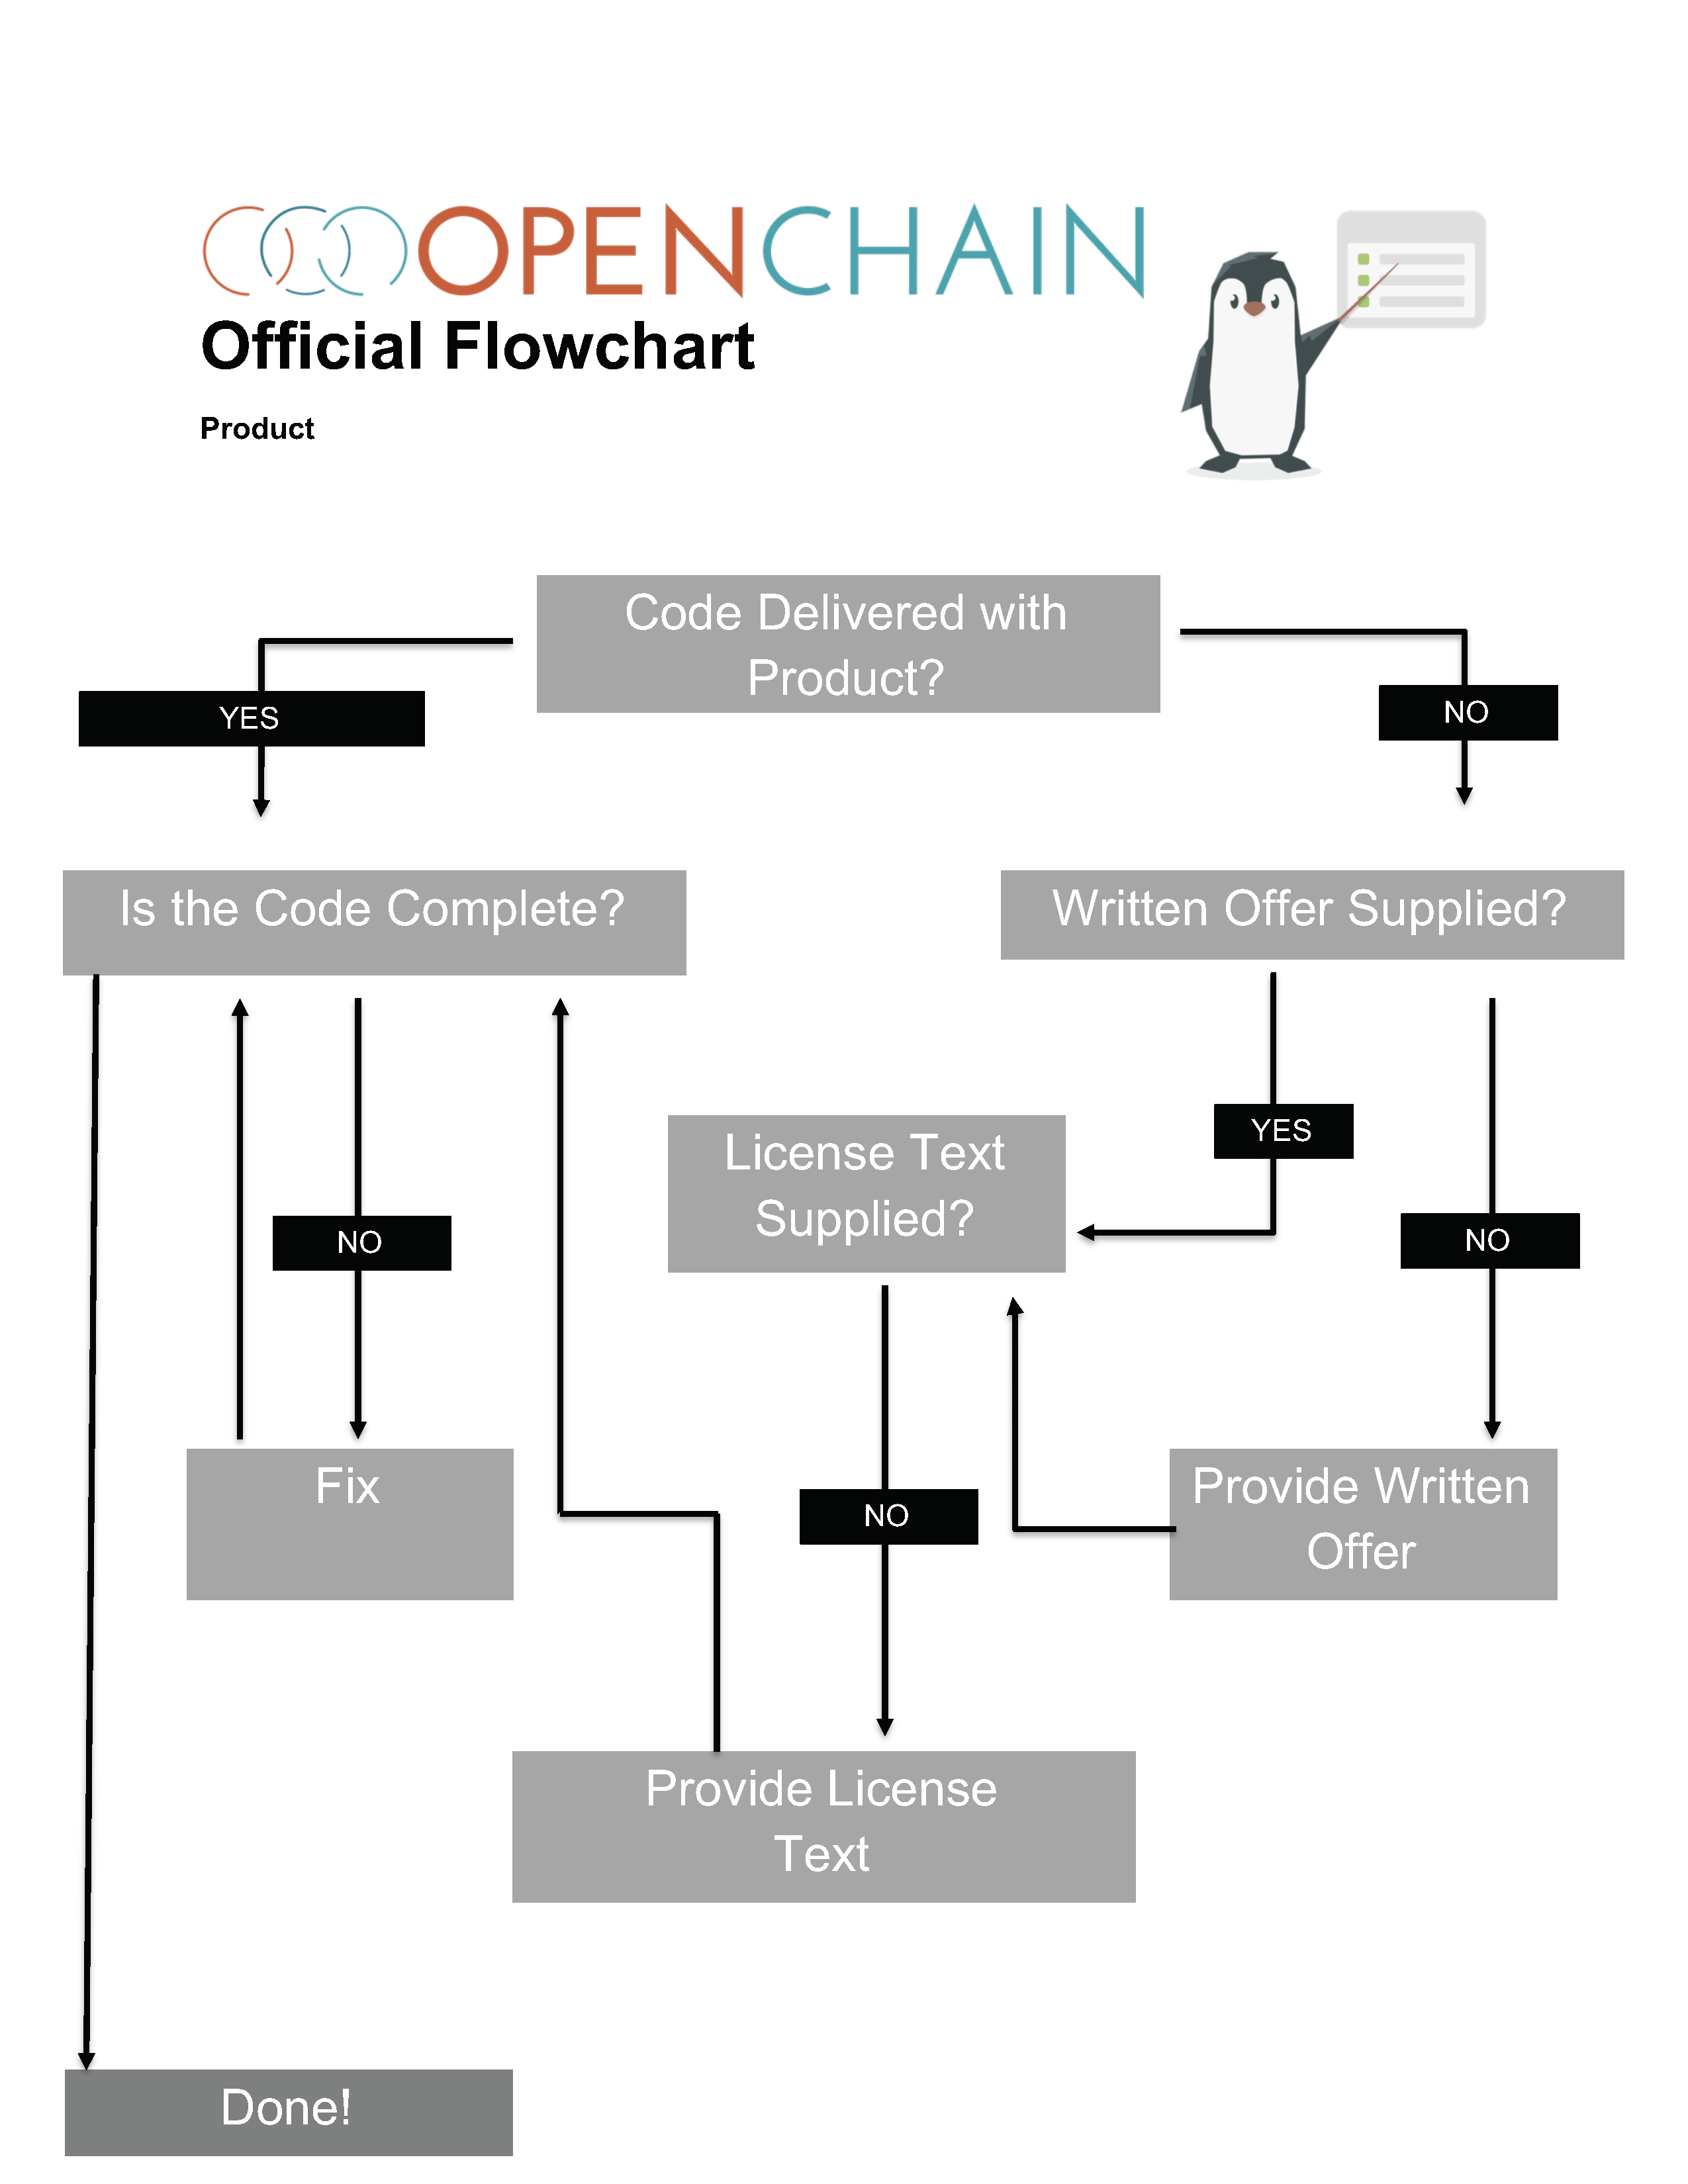 OPENCHAIN
Official Flowchart
Product
Code Delivered with
Product?
YES
NO
Is the Code Complete?
Written Offer Supplied?
YES
License Text
Supplied?
NO
NO
Fix
Provide Written
Offer
NO
Provide License
Text
Done!